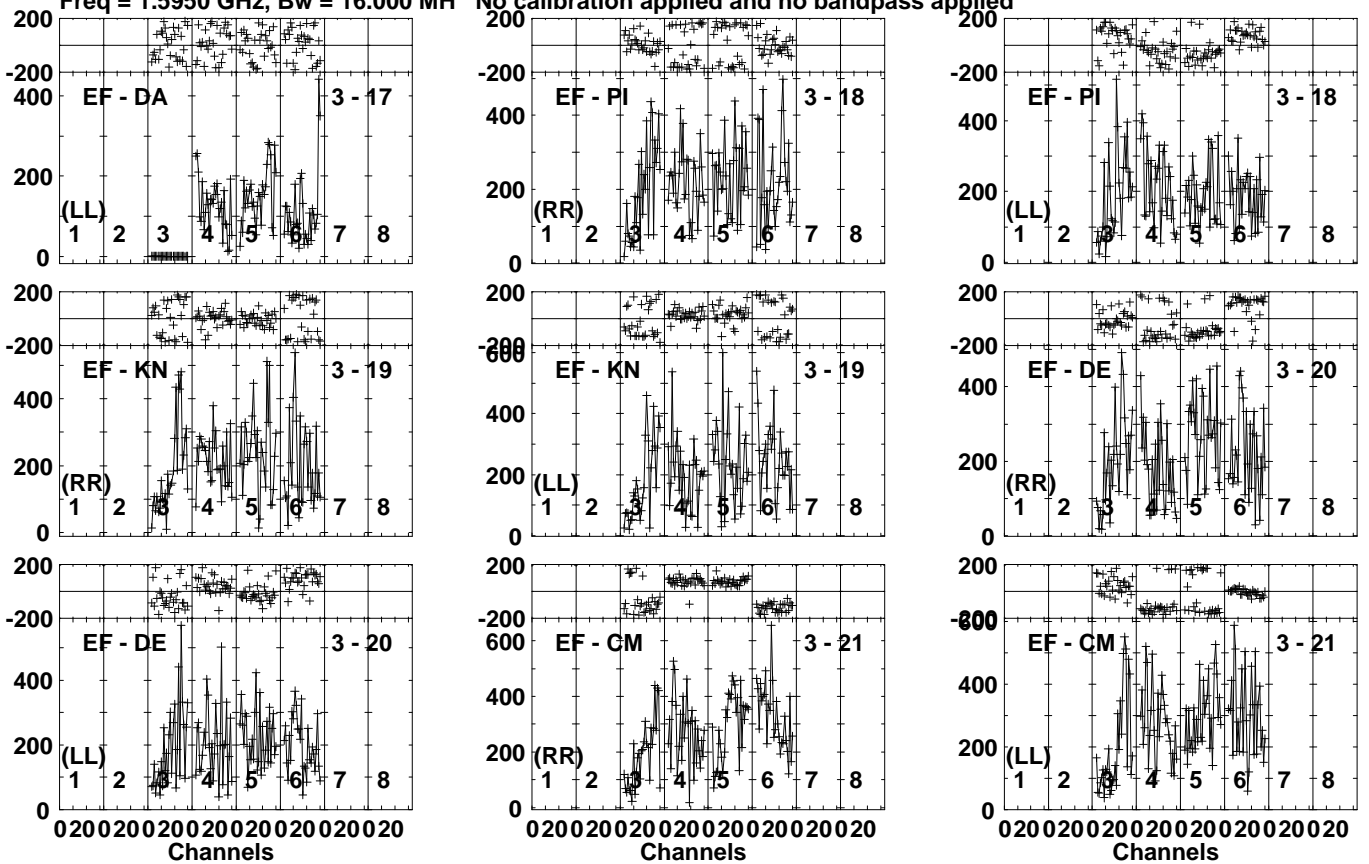 Freq = 1.5950 GHz, Bw = 16.000 MH No calibration applied and no bandpass applied
200
-200
EF - DA 3 - 17
400
200
0
(LL)
1 2 3 4 5 6 7 8
200
-200
EF - PI 3 - 18
400
200
0
(RR)
1 2 3 4 5 6 7 8
200
-200
EF - PI 3 - 18
400
200
0
(LL)
1 2 3 4 5 6 7 8
200
-200
EF - KN 3 - 19
400
200
0
(RR)
1 2 3 4 5 6 7 8
200
-200
600
EF - KN 3 - 19
400
200
0
(LL)
1 2 3 4 5 6 7 8
200
-200
EF - DE 3 - 20
400
200
0
(RR)
1 2 3 4 5 6 7 8
200
-200
EF - DE 3 - 20
400
200
0
(LL)
1 2 3 4 5 6 7 8
0 20 0 20 0 20 0 20 0 20 0 20 0 20 0 20
Channels
200
-200
EF - CM 3 - 21
600
400
200
0
(RR)
1 2 3 4 5 6 7 8
0 20 0 20 0 20 0 20 0 20 0 20 0 20 0 20
Channels
200
-200
600
EF - CM 3 - 21
400
200
0
(LL)
1 2 3 4 5 6 7 8
0 20 0 20 0 20 0 20 0 20 0 20 0 20 0 20
Channels